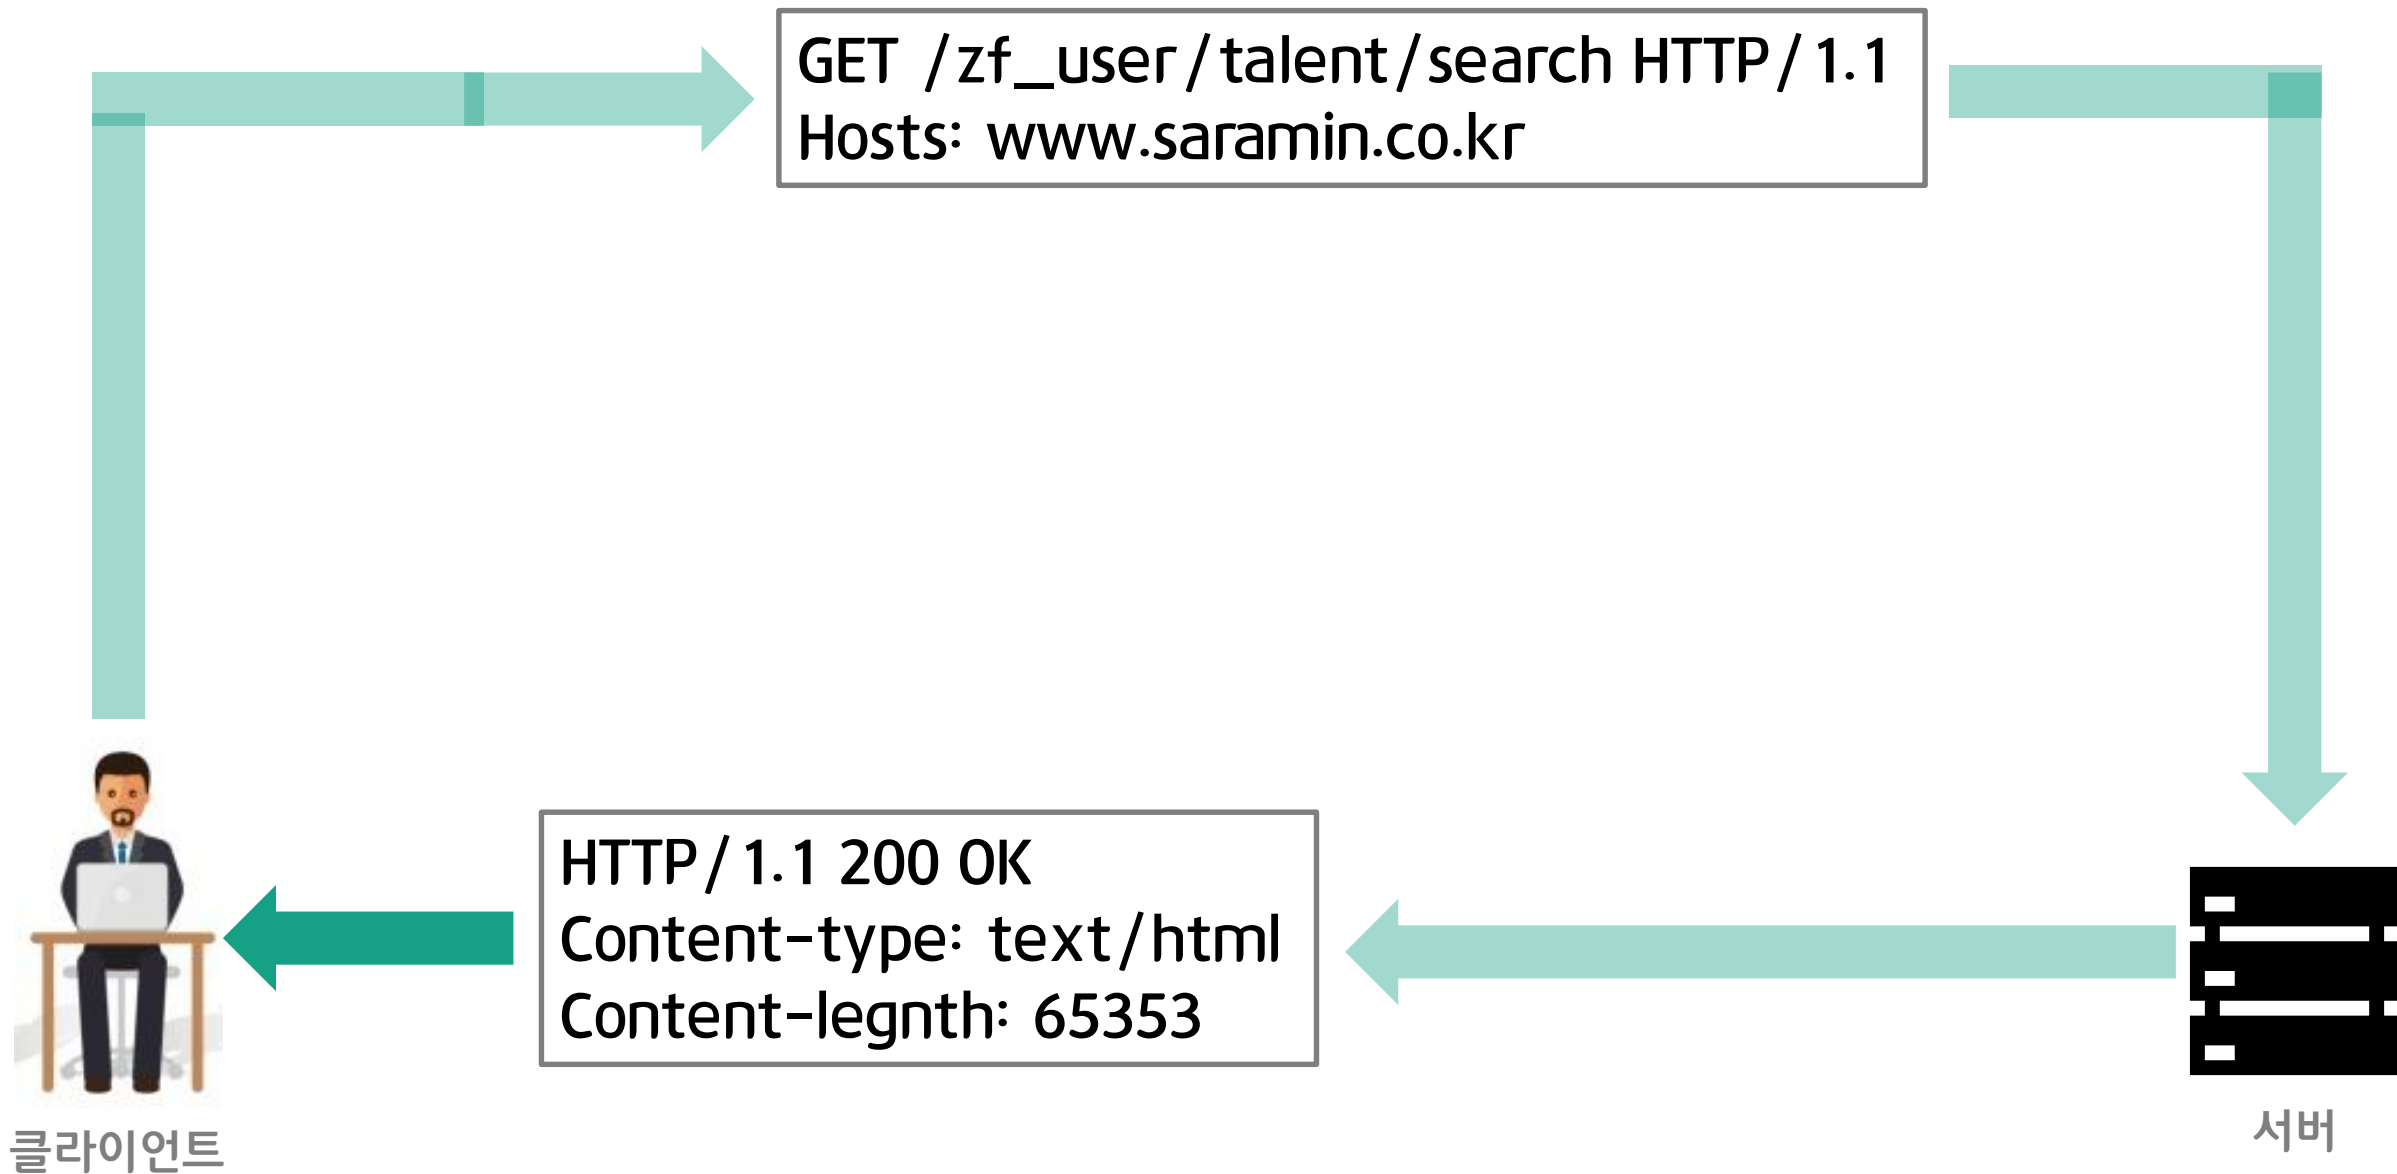 GET /zf_user/talent/search HTTP/1.1
Hosts: www.saramin.co.kr
HTTP/1.1 200 OK
Content-type: text/html
Content-legnth: 65353
클라이언트
서버